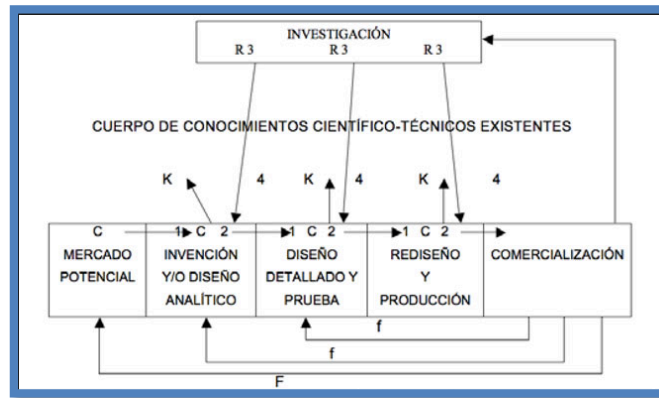 INVESTIGACIÓN
R 3 R 3 R 3
CUERPO DE CONOCIMIENTOS CIENTÍFICO-TÉCNICOS EXISTENTES
K 4 K 4 K 4
C 1 C 2 1 C 2 1 C 2
MERCADO
POTENCIAL
INVENCIÓN
Y/O DISEÑO
ANALÍTICO
DISEÑO
DETALLADO Y
PRUEBA
REDISEÑO
Y
PRODUCCIÓN
COMERCIALIZACIÓN
f
f
F